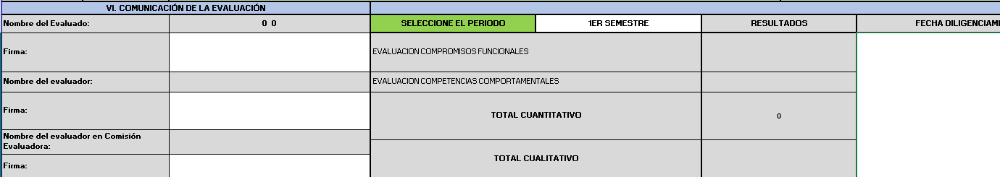 VI. COMUNICACIÓN DE LA EVALUACIÓN
Nombre del Evaluado: 0 0 SELECCIONE EL PERIODO 1ER SEMESTRE RESULTADOS FECHA DILIGENCIAM
Firma: EVALUACION COMPROMISOS FUNCIONALES
Nombre del evaluador: EVALUACION COMPETENCIAS COMPORTAMENTALES
Firma: TOTAL CUANTITATIVO 0
Nombre del evaluador en Comisión
Evaluadora:
TOTAL CUALITATIVO
Firma: